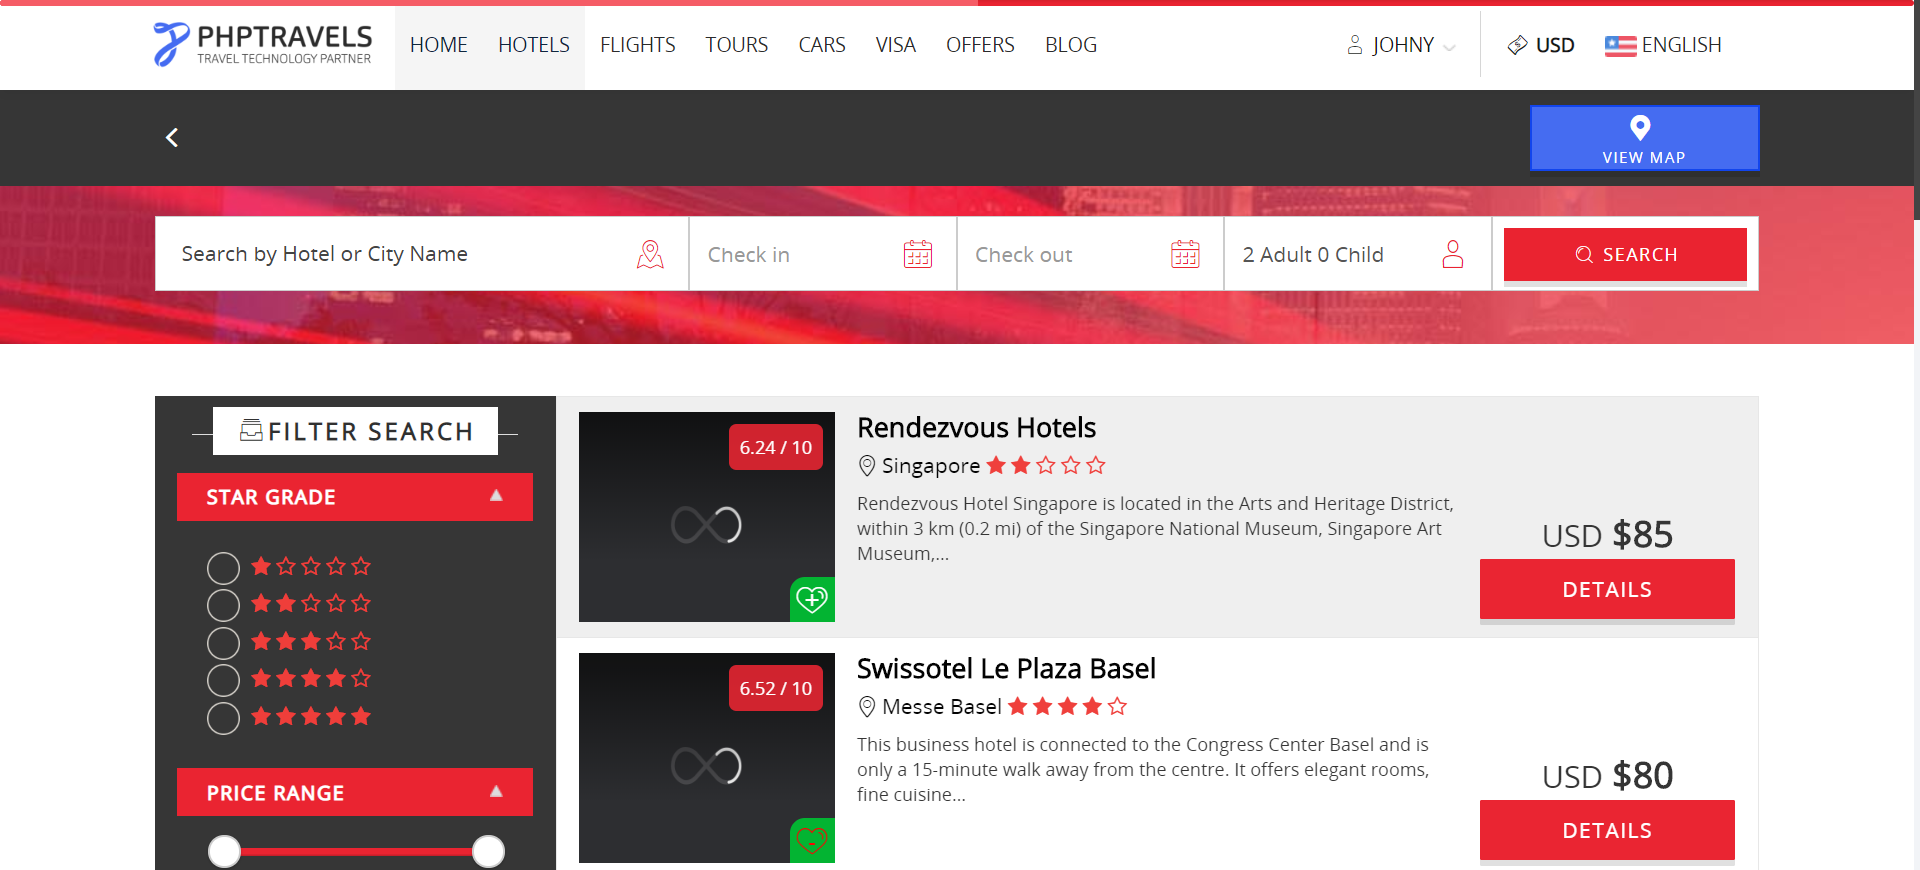 PHPTRAVELS
TRAVEL TECHNOLOGY PARTNER
HOME HOTELS FLIGHTS TOURS CARS VISA OFFERS BLOG JOHNY USD ENGLISH
VIEW MAP
Search by Hotel or City Name Check in Check out 2 Adult 0 Child SEARCH
FILTER SEARCH
STAR GRADE
PRICE RANGE
6.24 / 10
Rendezvous Hotels
Singapore
Rendezvous Hotel Singapore is located in the Arts and Heritage District,
within 3 km (0.2 mi) of the Singapore National Museum, Singapore Art
Museum,...
USD $85
DETAILS
6.52 / 10
Swissotel Le Plaza Basel
Messe Basel
This business hotel is connected to the Congress Center Basel and is
only a 15-minute walk away from the centre. It offers elegant rooms,
fine cuisine...
USD $80
DETAILS